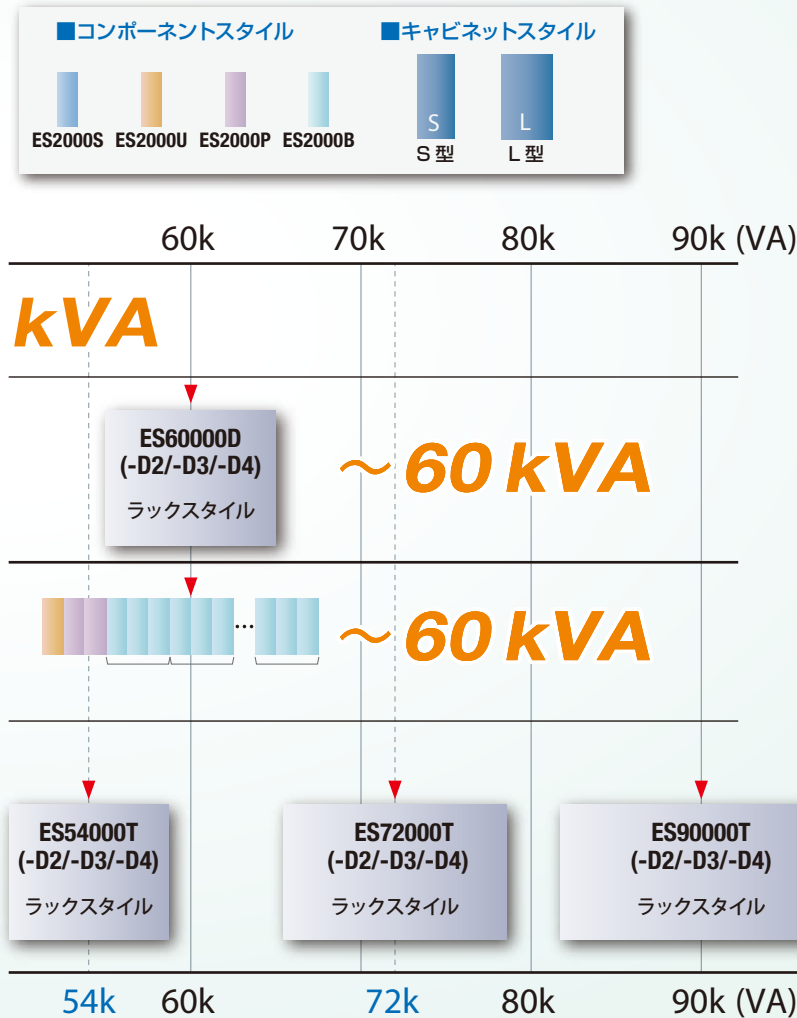 ■コンポーネントスタイル ■キャビネットスタイル
S L
ES2000S ES2000U ES2000P ES2000B
S型 L型
60k 70k 80k 90k (VA)
kVA
ES60000D
(-D2/-D3/-D4)
ラックスタイル
～60 kVA
…
～60 kVA
ES54000T
(-D2/-D3/-D4)
ラックスタイル
ES72000T
(-D2/-D3/-D4)
ラックスタイル
ES90000T
(-D2/-D3/-D4)
ラックスタイル
54k 60k 72k 80k 90k (VA)